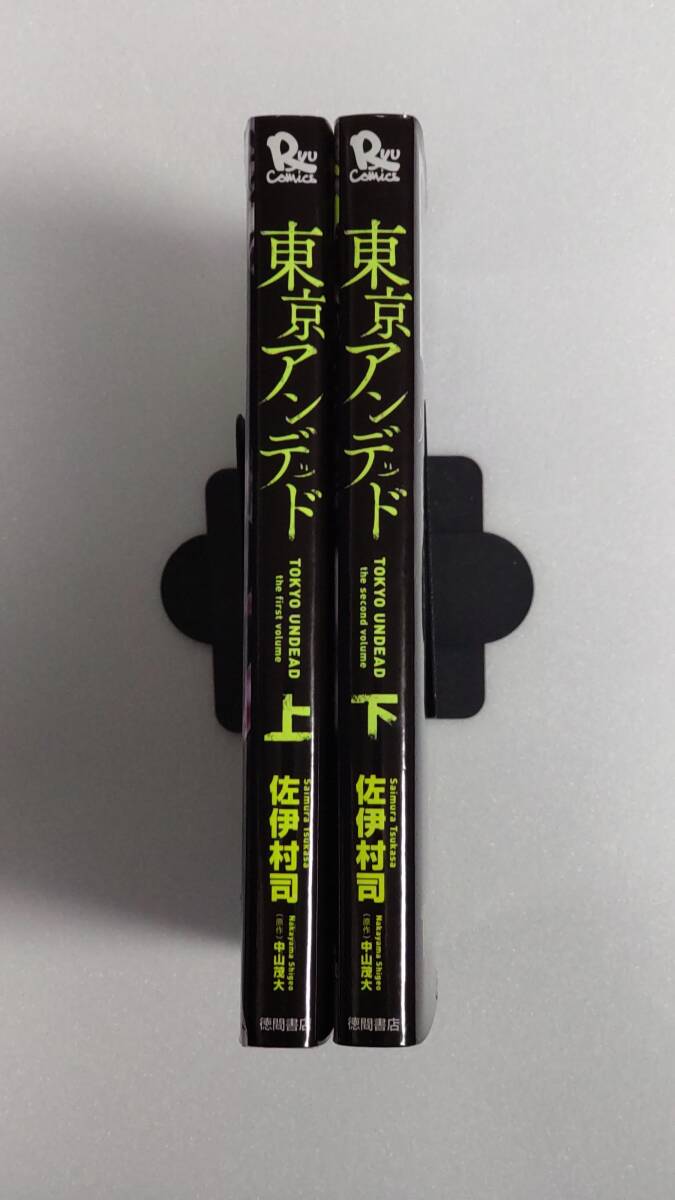 Ryu Comics
東京アンデッド
TOKYO UNDEAD
the first volume
上
佐伊村司
Saimura Tsukasa
(原作)中山茂大
Nakayama Shigeo
徳間書店
Ryu Comics
東京アンデッド
TOKYO UNDEAD
the second volume
下
佐伊村司
Saimura Tsukasa
(原作)中山茂大
Nakayama Shigeo
徳間書店